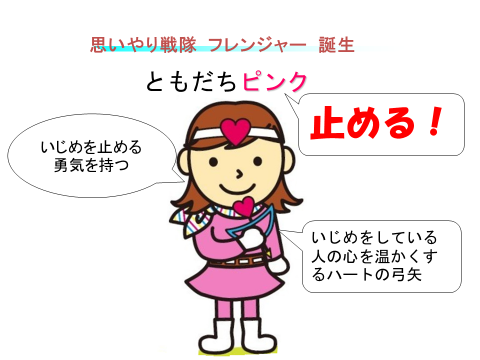 思いやり戦隊 フレンジャー 誕生
ともだちピンク
止める！
いじめを止める
勇気を持つ
いじめをしている
人の心を温かくす
るハートの弓矢